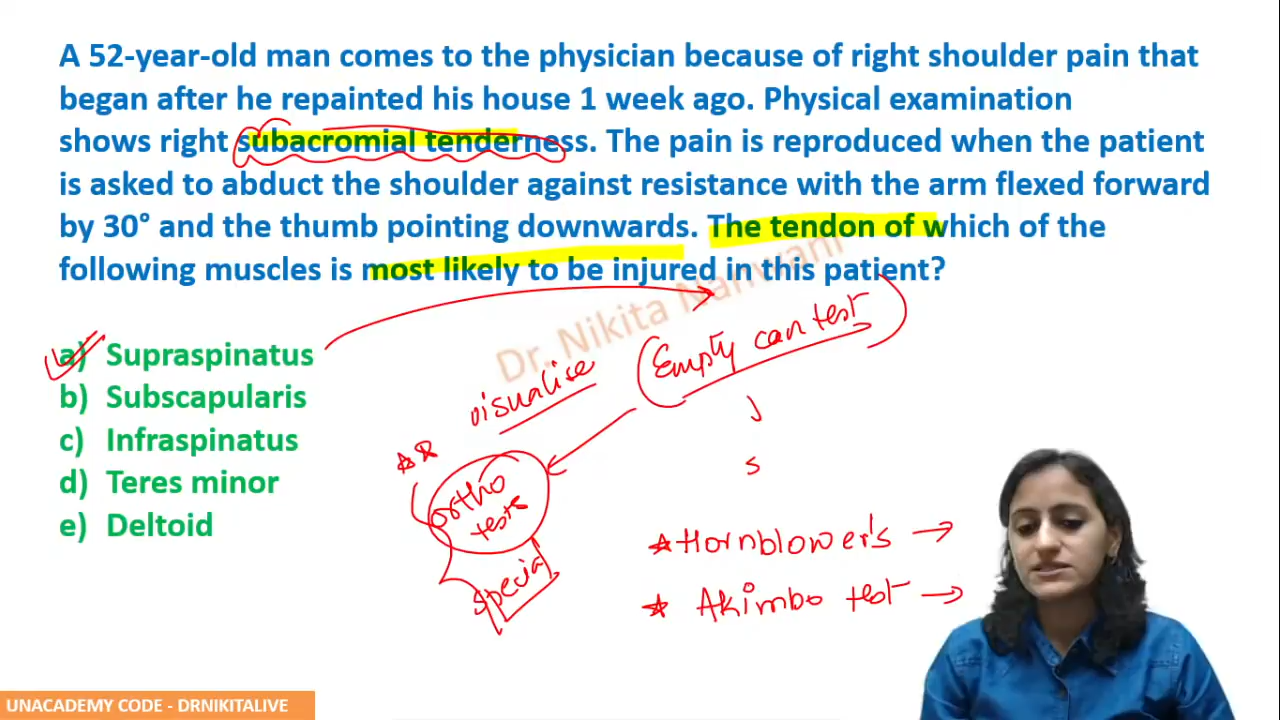 A 52-year-old man comes to the physician because of right shoulder pain that
began after he repainted his house 1 week ago. Physical examination
shows right subacromial tenderness. The pain is reproduced when the patient
is asked to abduct the shoulder against resistance with the arm flexed forward
by 30° and the thumb pointing downwards. The tendon of which of the
following muscles is most likely to be injured in this patient?
Dr. Nikita Nanwani
a) Supraspinatus
b) Subscapularis
c) Infraspinatus
d) Teres minor
e) Deltoid
Empty can test
visualise
S
ortho
tests
special
Hornblower's →
Akimbo test →
UNACADEMY CODE - DRNIKITALIVE